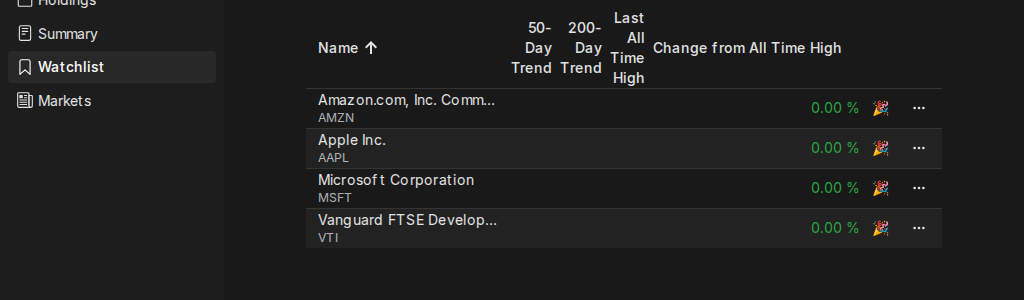 Holdings
Summary
Watchlist
Markets
Name
50-
Day
Trend
200-
Day
Trend
Last
All
Time
High
Change from All Time High
Amazon.com, Inc. Comm...
AMZN
0.00 %
Apple Inc.
AAPL
0.00 %
Microsoft Corporation
MSFT
0.00 %
Vanguard FTSE Develop...
VTI
0.00 %